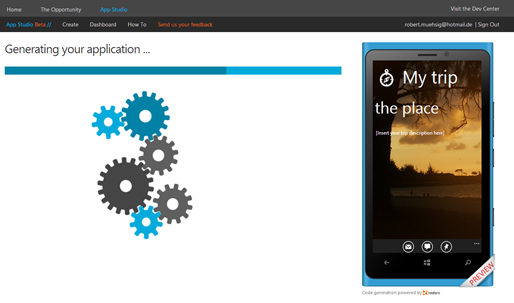 Home The Opportunity App Studio Visit the Dev Center
App Studio Beta // Create Dashboard How To Send us your feedback robert.muehsig@hotmail.de | Sign Out
Generating your application ...
My trip
the place
[Insert your trip description here]
PREVIEW
Code generation powered by